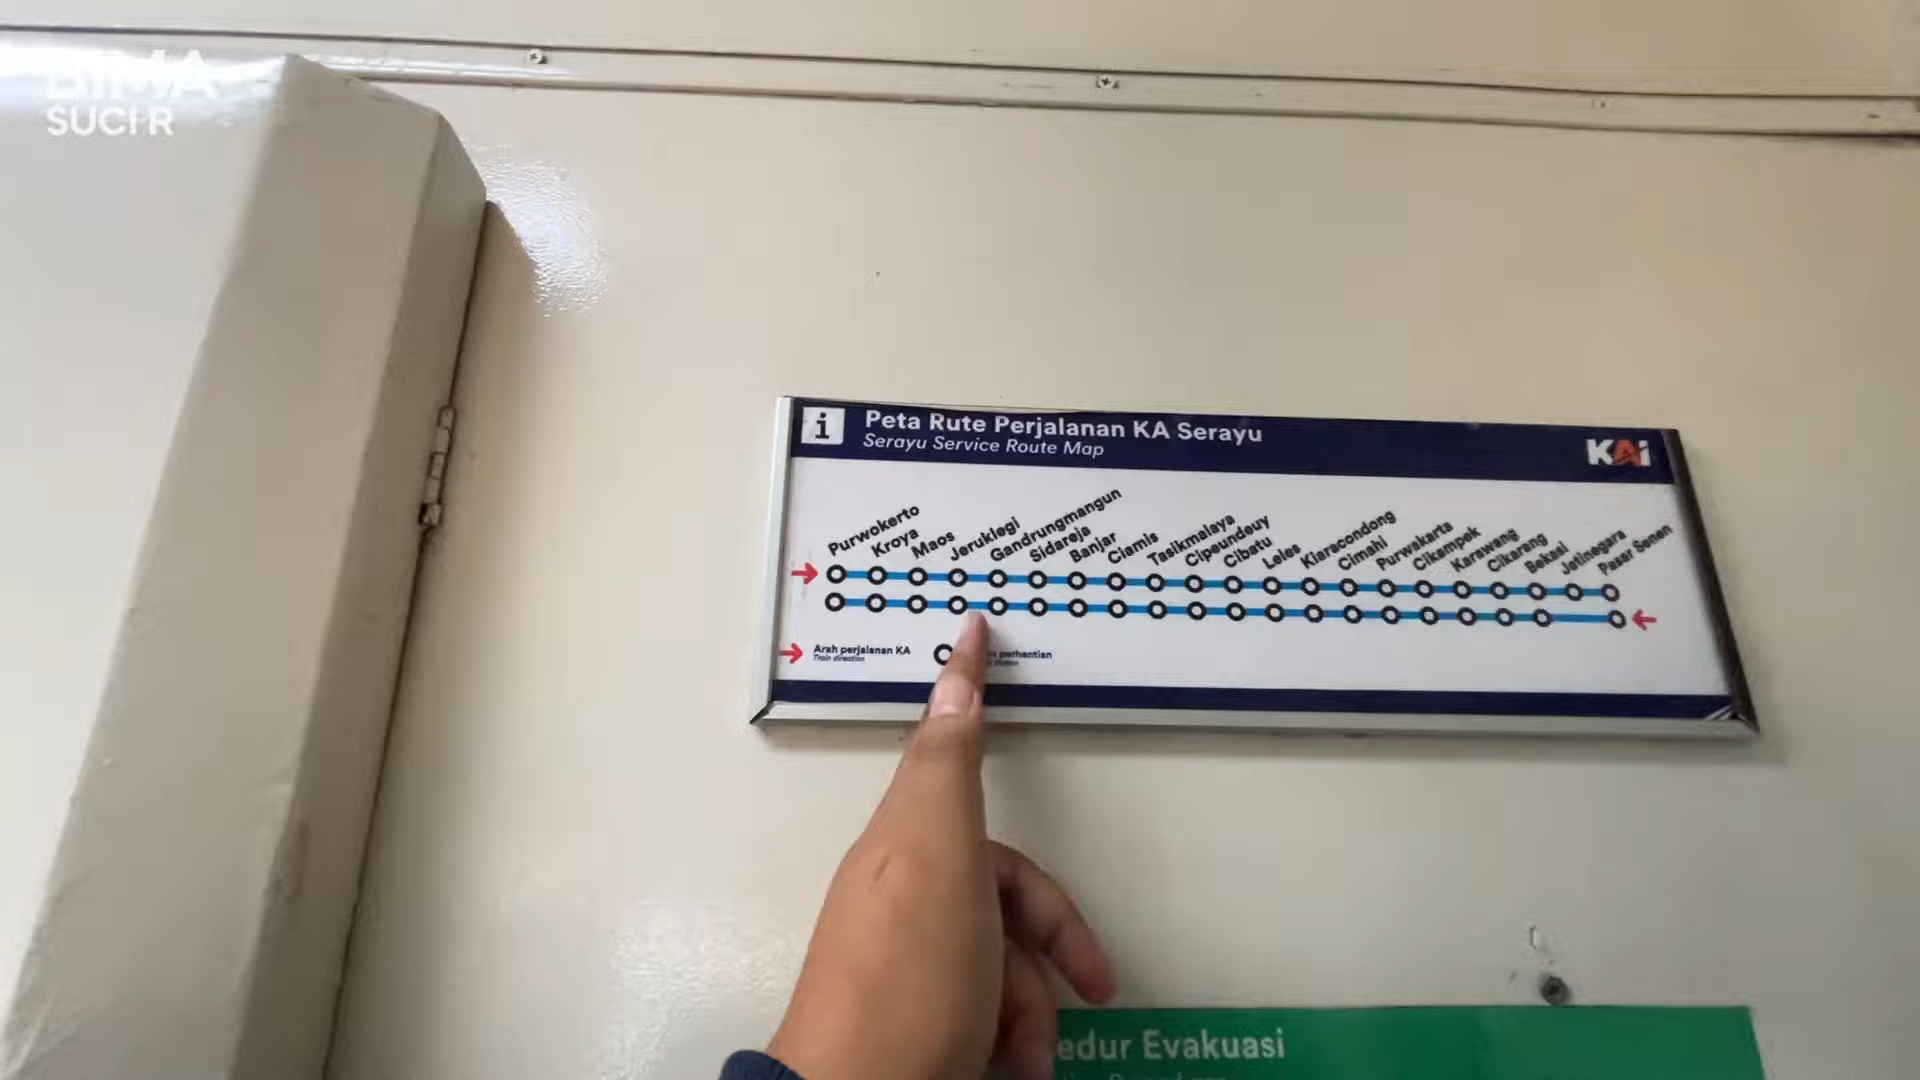 BIMA
SUCI R
i
Peta Rute Perjalanan KA Serayu
Serayu Service Route Map
KAi
Purwokerto
Kroya
Maos
Jeruklegi
Gandrungmangun
Sidareja
Banjar
Ciamis
Tasikmalaya
Cipeundeuy
Cibatu
Leles
Kiaracondong
Cimahi
Purwakarta
Cikampek
Karawang
Cikarang
Bekasi
Jatinegara
Pasar Senen
Arah perjalanan KA
Train direction
perhentian
edur Evakuasi